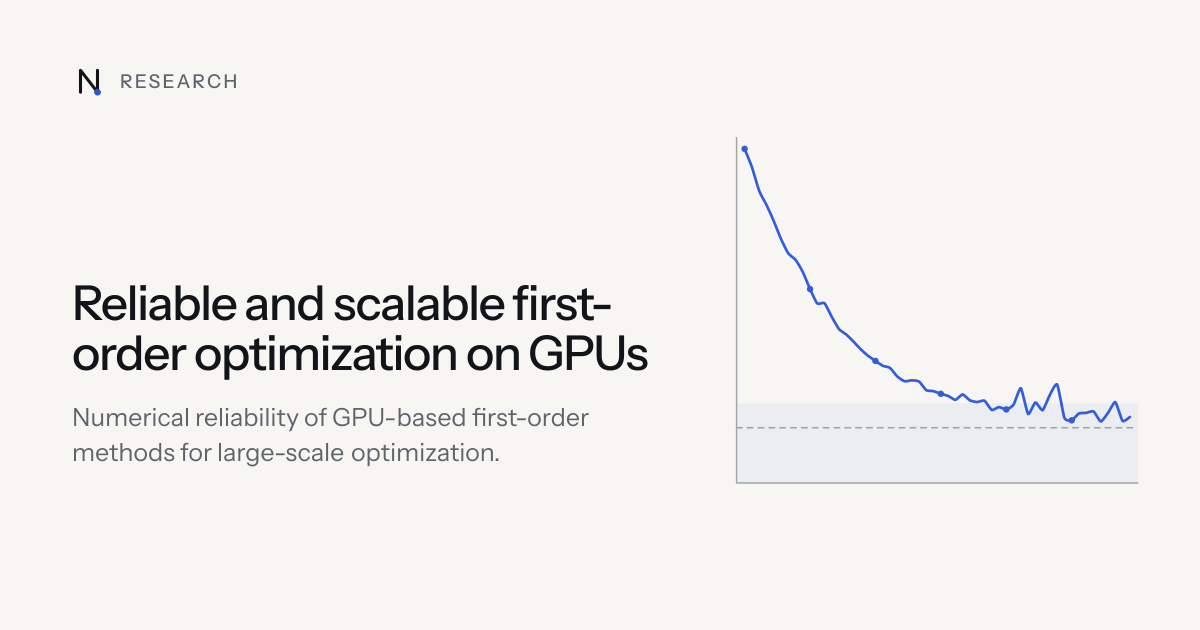 N RESEARCH
Reliable and scalable first-
order optimization on GPUs
Numerical reliability of GPU-based first-order
methods for large-scale optimization.